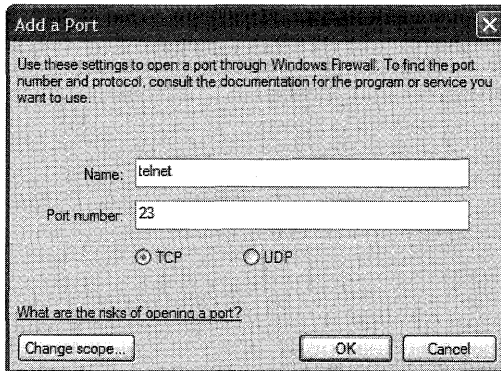 Add a Port
Use these settings to open a port through Windows Firewall. To find the port
number and protocol, consult the documentation for the program or service you
want to use.
Name: telnet
Port number: 23
TCP UDP
What are the risks of opening a port?
Change scope... OK Cancel